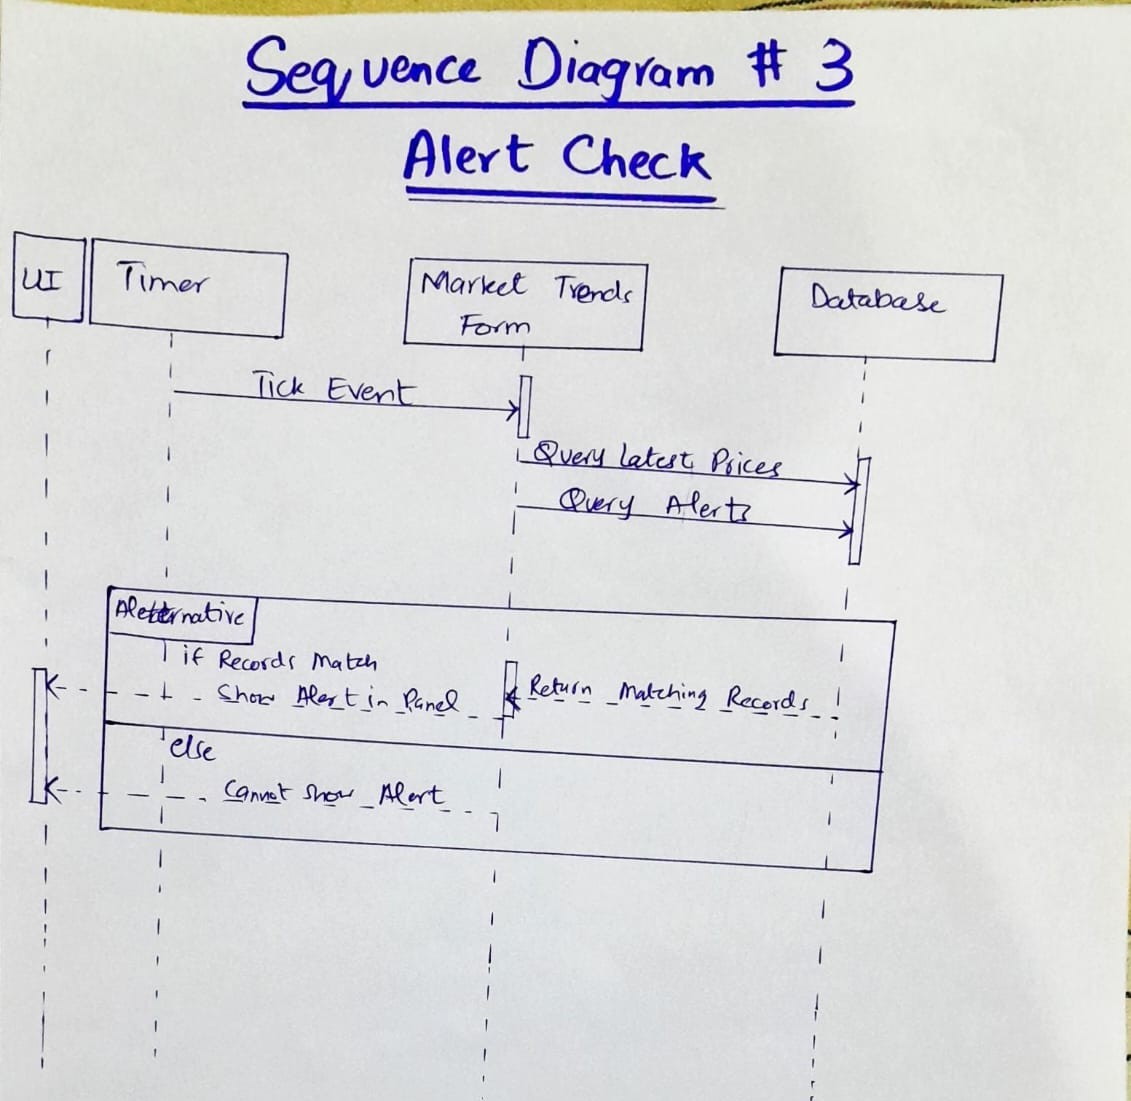 Sequence Diagram # 3
Alert Check
UI
Timer
Market Trends
Form
Database
Tick Event
Query Latest Prices
Query Alerts
Aletternative
if Records Match
Show Alert in Panel
Return Matching Records
else
Cannot Show Alert